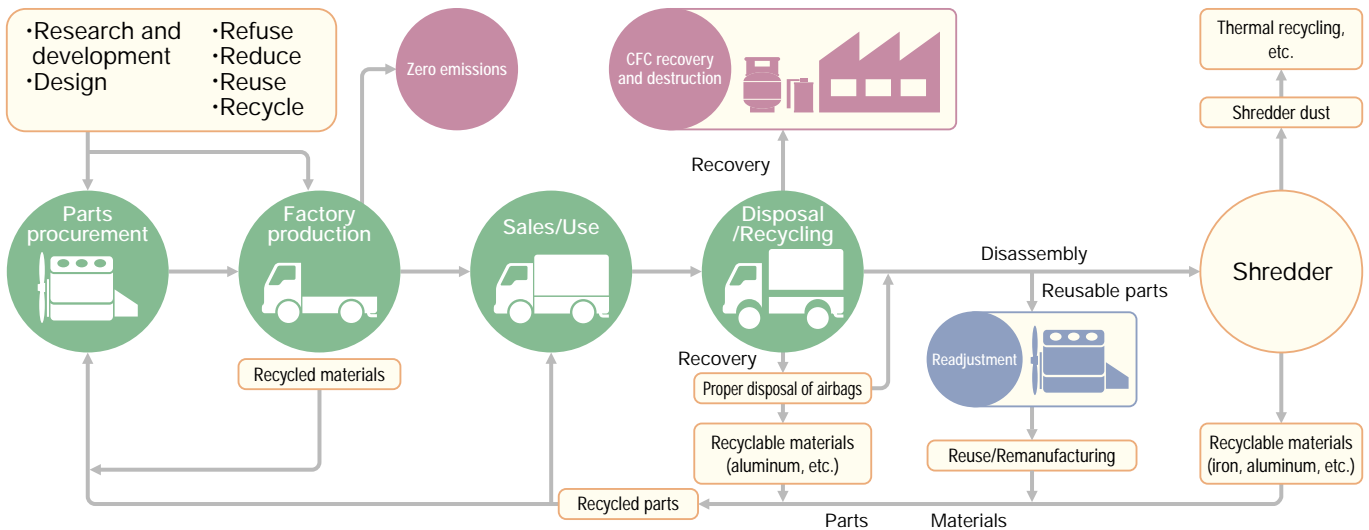 ・Research and
development
・Design
・Refuse
・Reduce
・Reuse
・Recycle
Zero emissions
CFC recovery
and destruction
Thermal recycling,
etc.
Shredder dust
Recovery
Parts
procurement
Factory
production
Sales/Use
Disposal
/Recycling
Disassembly
Shredder
Reusable parts
Recovery
Readjustment
Recycled materials
Proper disposal of airbags
Recyclable materials
(aluminum, etc.)
Reuse/Remanufacturing
Recyclable materials
(iron, aluminum, etc.)
Recycled parts
Parts
Materials